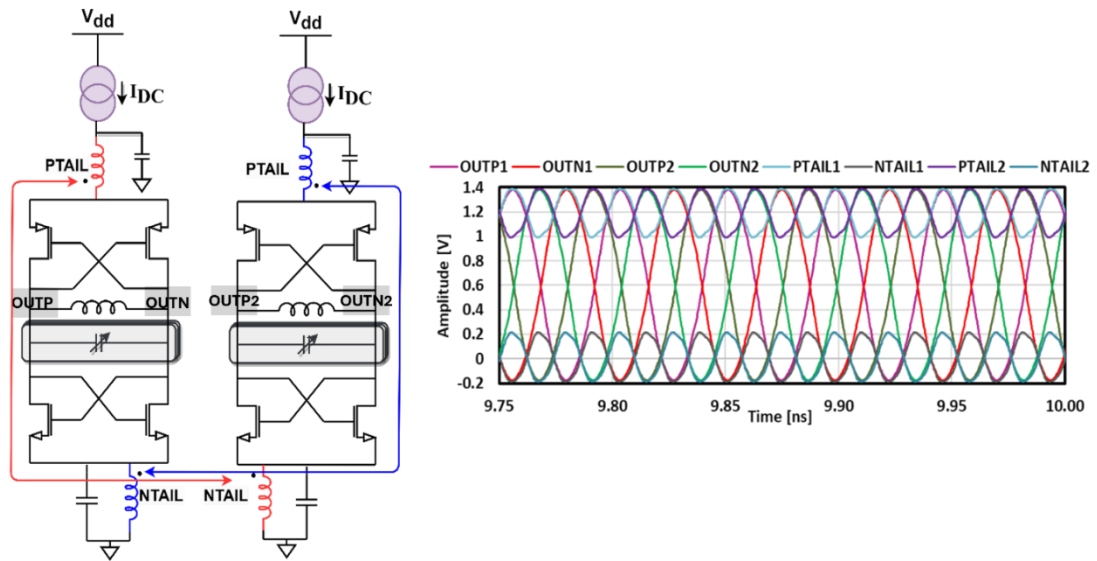 Vdd
Vdd
IDC
IDC
PTAIL
PTAIL
OUTP
OUTN
OUTP2
OUTN2
NTAIL
NTAIL
OUTP1 OUTN1 OUTP2 OUTN2 PTAIL1 NTAIL1 PTAIL2 NTAIL2
Amplitude [V]
1.4
1.2
1
0.8
0.6
0.4
0.2
0
-0.2
9.75 9.80 9.85 9.90 9.95 10.00
Time [ns]